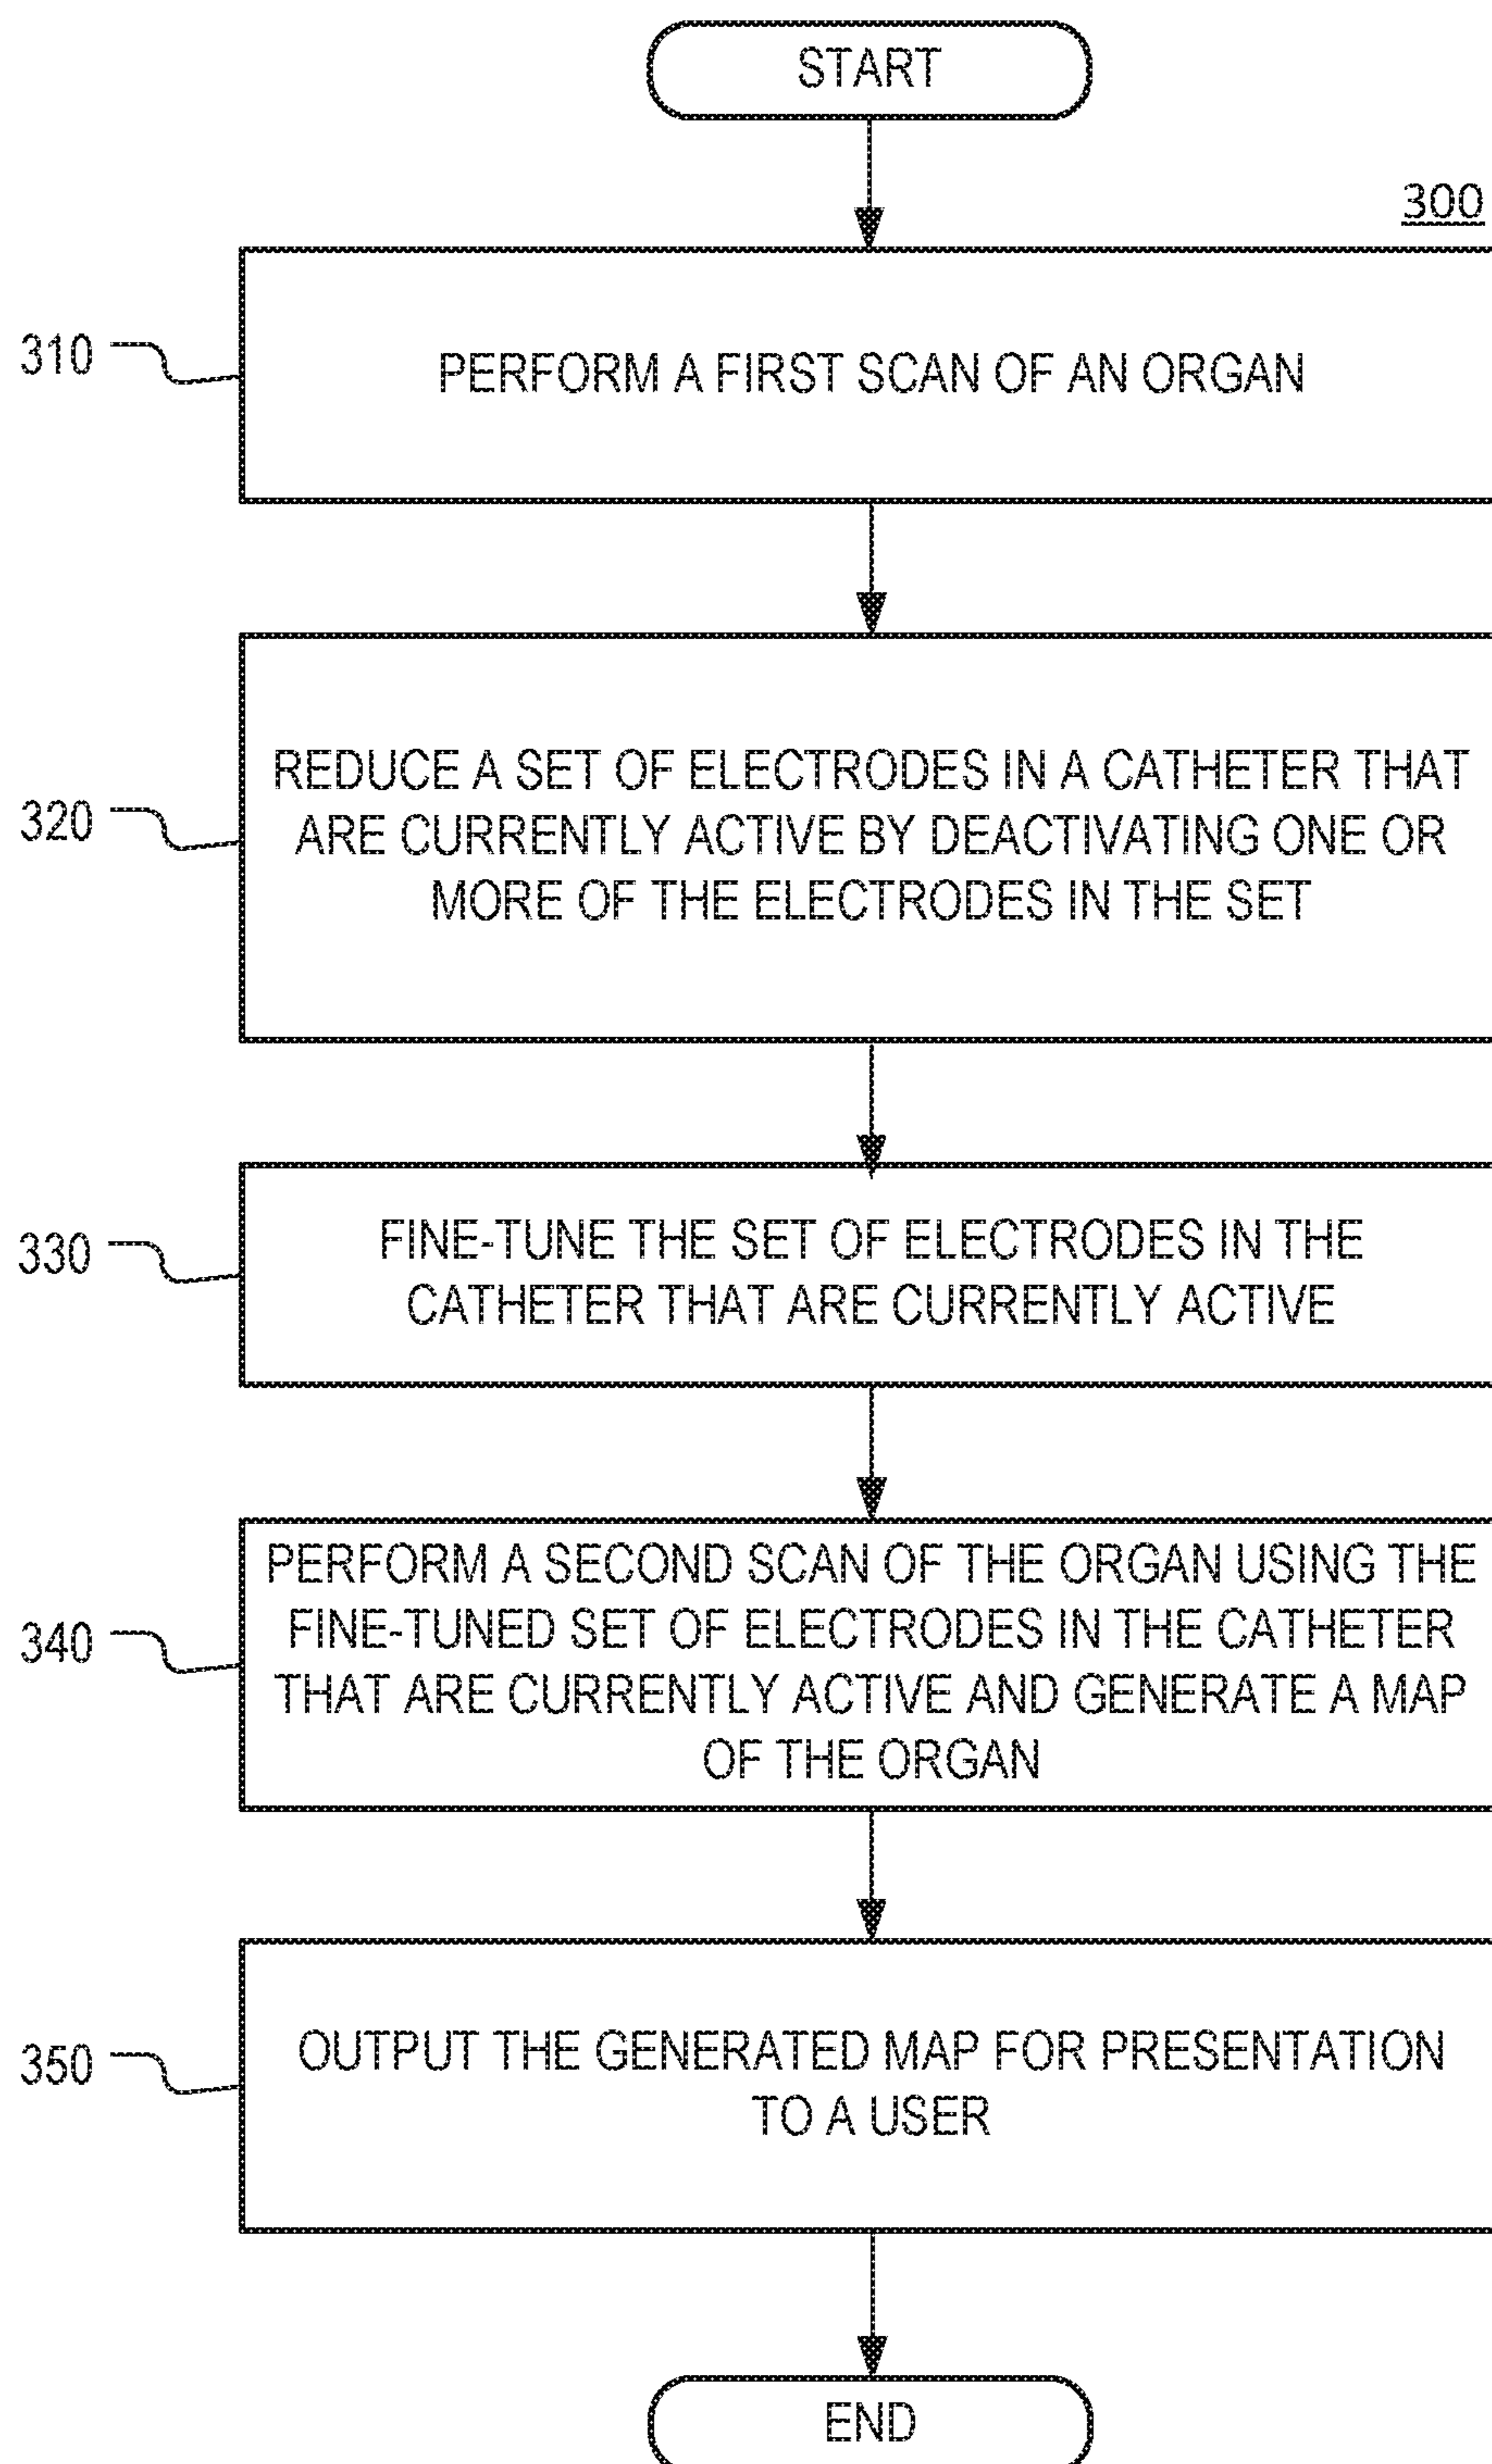 START
300
310
PERFORM A FIRST SCAN OF AN ORGAN
320
REDUCE A SET OF ELECTRODES IN A CATHETER THAT
ARE CURRENTLY ACTIVE BY DEACTIVATING ONE OR
MORE OF THE ELECTRODES IN THE SET
330
FINE-TUNE THE SET OF ELECTRODES IN THE
CATHETER THAT ARE CURRENTLY ACTIVE
340
PERFORM A SECOND SCAN OF THE ORGAN USING THE
FINE-TUNED SET OF ELECTRODES IN THE CATHETER
THAT ARE CURRENTLY ACTIVE AND GENERATE A MAP
OF THE ORGAN
350
OUTPUT THE GENERATED MAP FOR PRESENTATION
TO A USER
END